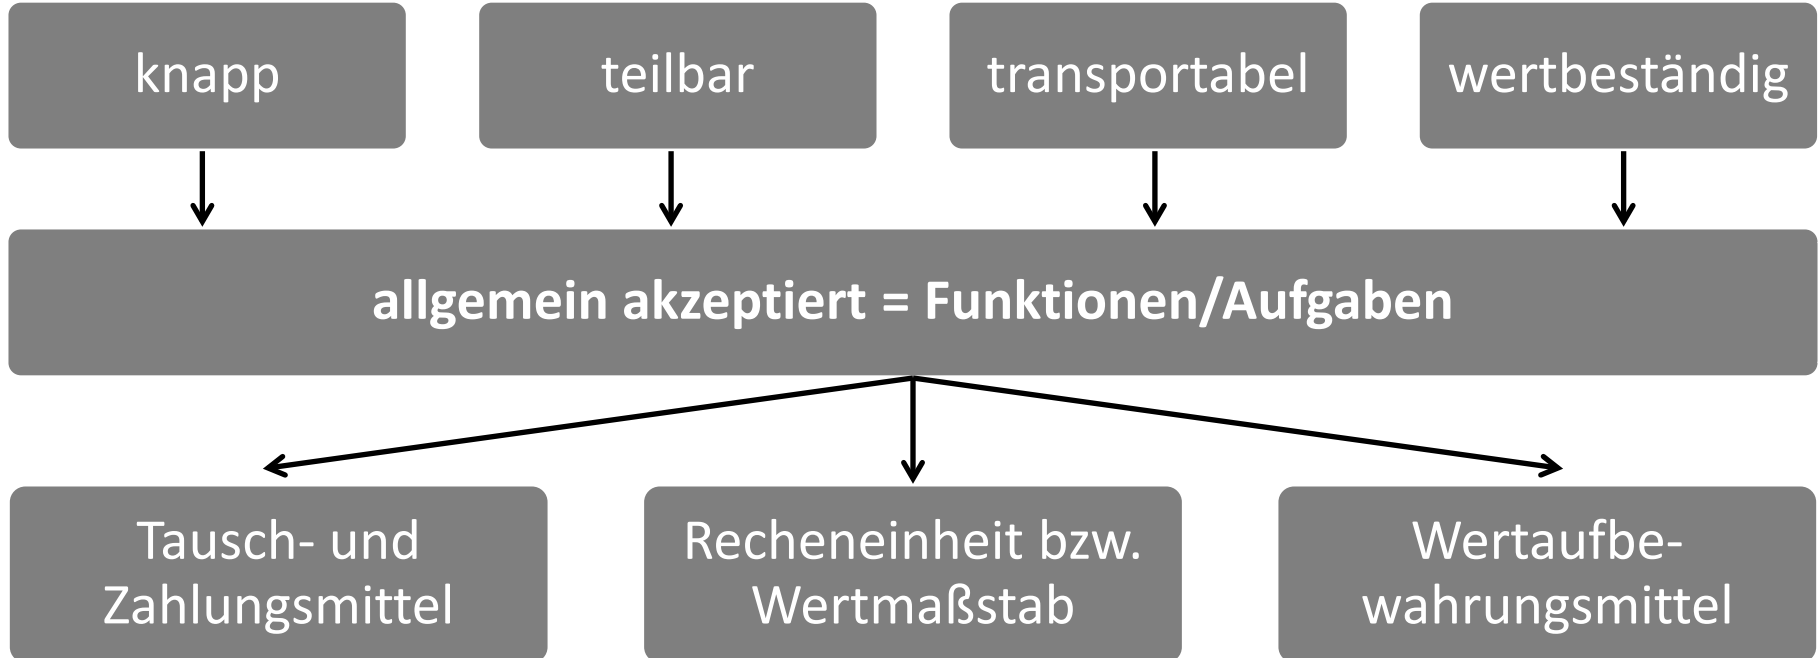 knapp
teilbar
transportabel
wertbeständig
allgemein akzeptiert = Funktionen/Aufgaben
Tausch- und
Zahlungsmittel
Recheneinheit bzw.
Wertmaßstab
Wertaufbe-
wahrungsmittel